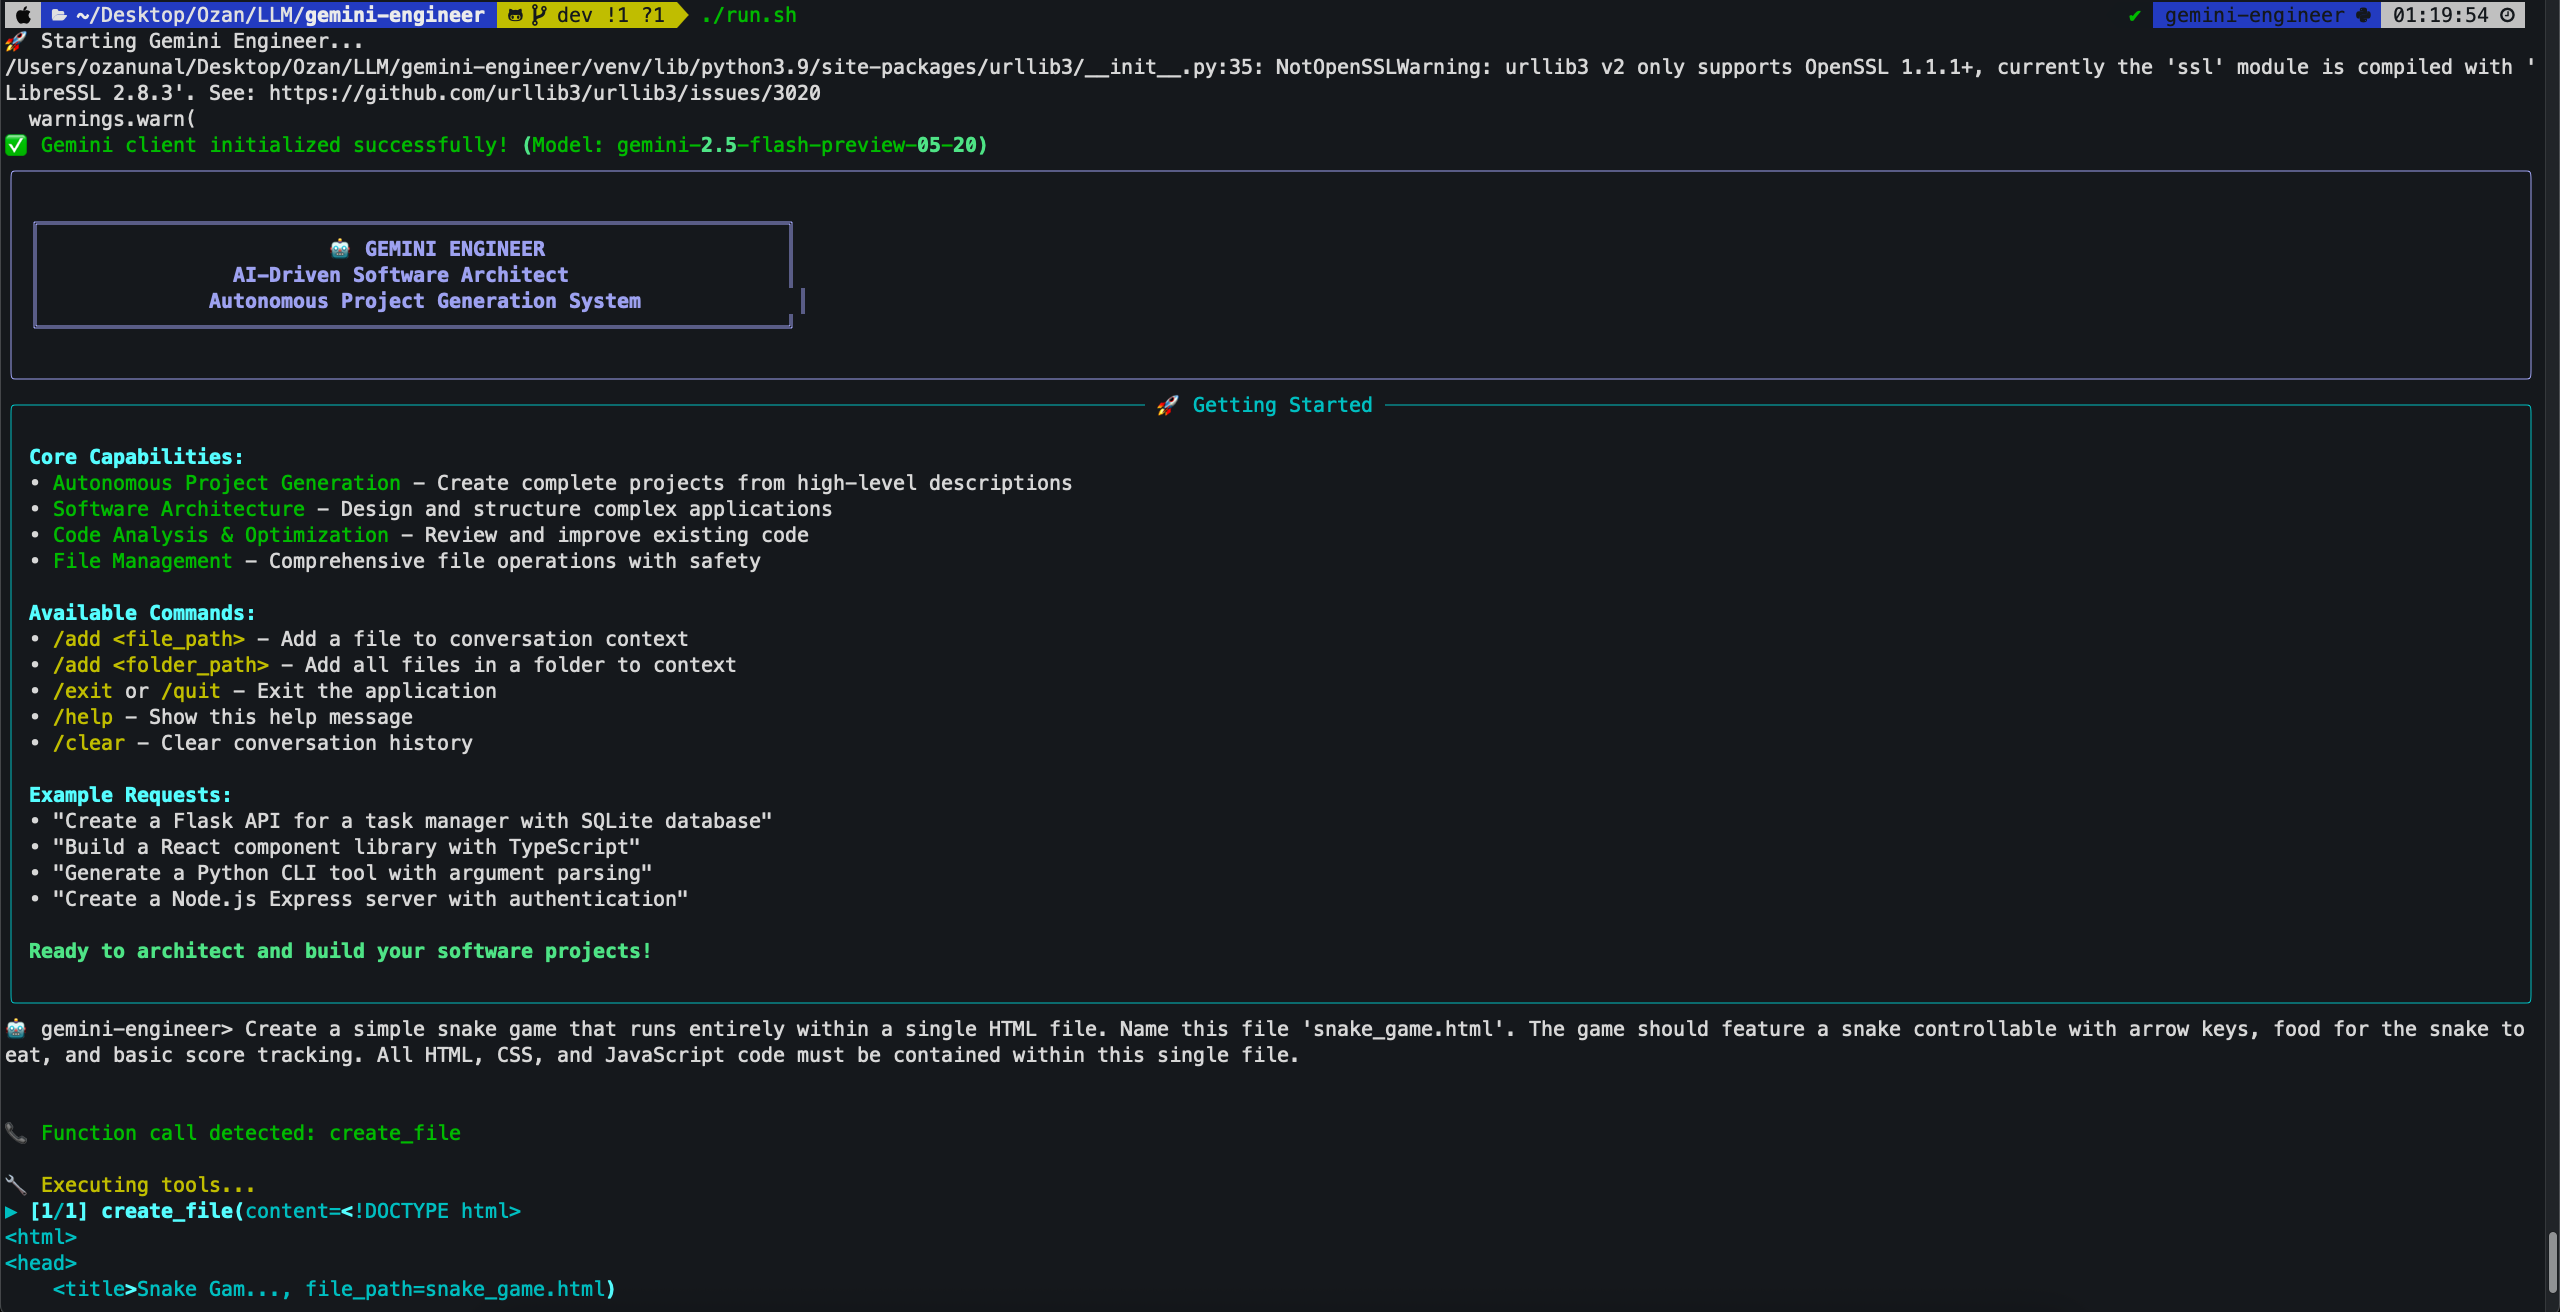 ~/Desktop/Ozan/LLM/gemini-engineer dev !1 ?1 ./run.sh ✔ gemini-engineer 01:19:54
🚀 Starting Gemini Engineer...
/Users/ozanunal/Desktop/Ozan/LLM/gemini-engineer/venv/lib/python3.9/site-packages/urllib3/__init__.py:35: NotOpenSSLWarning: urllib3 v2 only supports OpenSSL 1.1.1+, currently the 'ssl' module is compiled with '
LibreSSL 2.8.3'. See: https://github.com/urllib3/urllib3/issues/3020
  warnings.warn(
✅ Gemini client initialized successfully! (Model: gemini-2.5-flash-preview-05-20)
🤖 GEMINI ENGINEER
AI-Driven Software Architect
Autonomous Project Generation System
🚀 Getting Started
Core Capabilities:
• Autonomous Project Generation – Create complete projects from high-level descriptions
• Software Architecture – Design and structure complex applications
• Code Analysis & Optimization – Review and improve existing code
• File Management – Comprehensive file operations with safety
Available Commands:
• /add <file_path> – Add a file to conversation context
• /add <folder_path> – Add all files in a folder to context
• /exit or /quit – Exit the application
• /help – Show this help message
• /clear – Clear conversation history
Example Requests:
• "Create a Flask API for a task manager with SQLite database"
• "Build a React component library with TypeScript"
• "Generate a Python CLI tool with argument parsing"
• "Create a Node.js Express server with authentication"
Ready to architect and build your software projects!
🤖 gemini-engineer> Create a simple snake game that runs entirely within a single HTML file. Name this file 'snake_game.html'. The game should feature a snake controllable with arrow keys, food for the snake to
eat, and basic score tracking. All HTML, CSS, and JavaScript code must be contained within this single file.
📞 Function call detected: create_file
🔧 Executing tools...
▶ [1/1] create_file(content=<!DOCTYPE html>
<html>
<head>
    <title>Snake Gam..., file_path=snake_game.html)